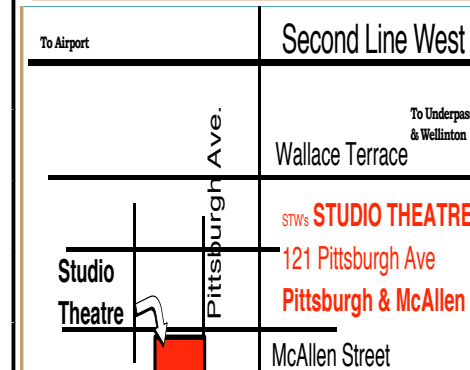 To Airport
Second Line West
To Underpas
& Wellinton
Pittsburgh Ave.
Wallace Terrace
STW's STUDIO THEATRE
121 Pittsburgh Ave
Pittsburgh & McAllen
Studio
Theatre
McAllen Street